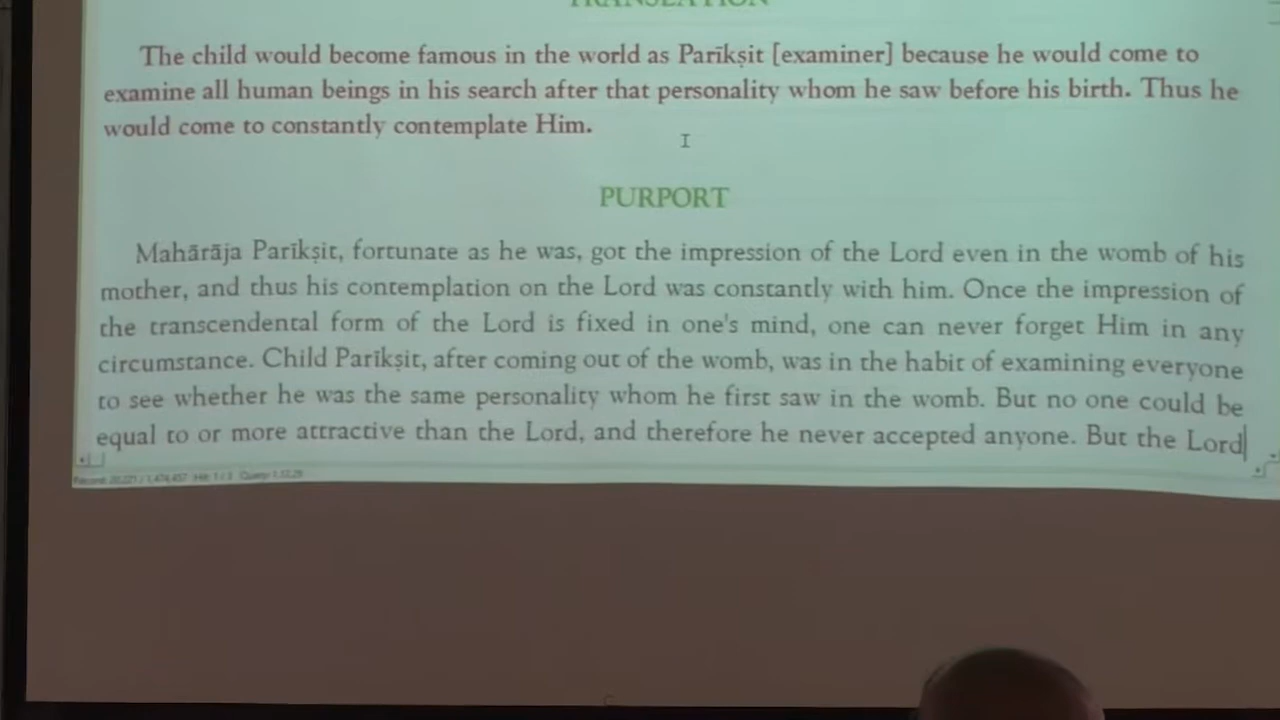 TRANSLATION
The child would become famous in the world as Parīkṣit [examiner] because he would come to
examine all human beings in his search after that personality whom he saw before his birth. Thus he
would come to constantly contemplate Him.
PURPORT
Mahārāja Parīkṣit, fortunate as he was, got the impression of the Lord even in the womb of his
mother, and thus his contemplation on the Lord was constantly with him. Once the impression of
the transcendental form of the Lord is fixed in one's mind, one can never forget Him in any
circumstance. Child Parīkṣit, after coming out of the womb, was in the habit of examining everyone
to see whether he was the same personality whom he first saw in the womb. But no one could be
equal to or more attractive than the Lord, and therefore he never accepted anyone. But the Lord